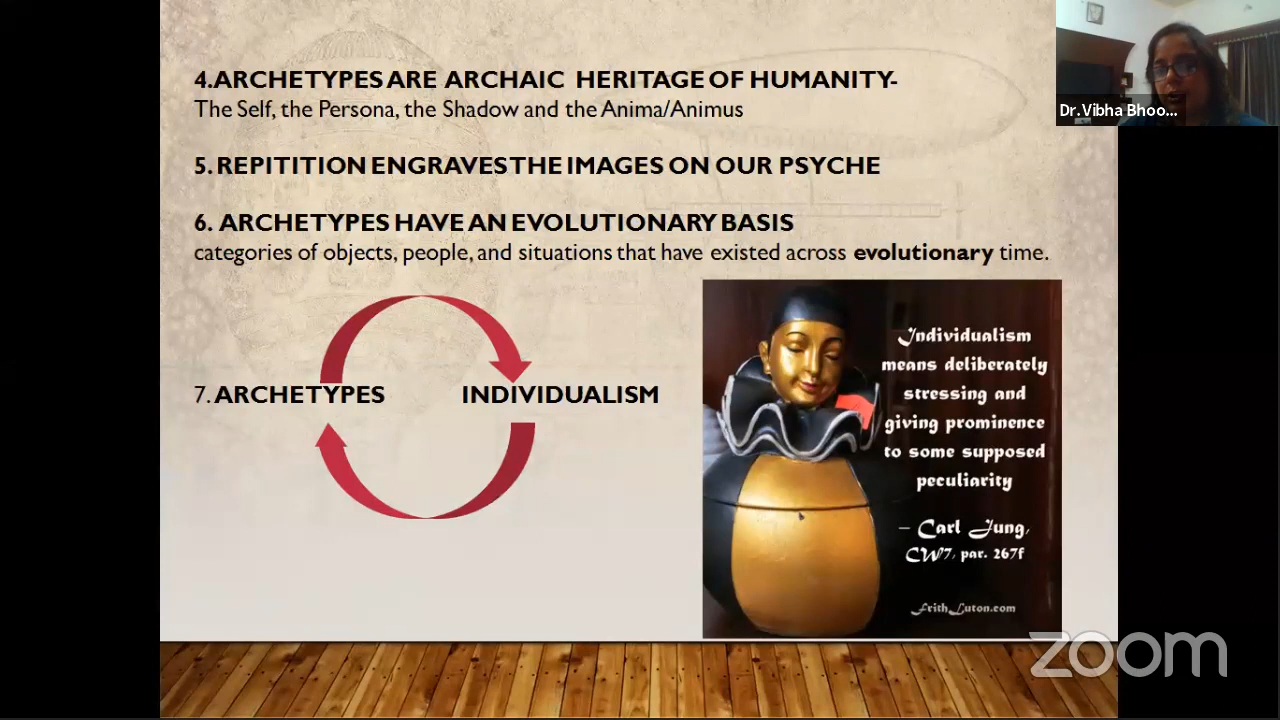 4.ARCHETYPES ARE ARCHAIC HERITAGE OF HUMANITY-
The Self, the Persona, the Shadow and the Anima/Animus
5. REPITITION ENGRAVES THE IMAGES ON OUR PSYCHE
6. ARCHETYPES HAVE AN EVOLUTIONARY BASIS
categories of objects, people, and situations that have existed across evolutionary time.
7. ARCHETYPES INDIVIDUALISM
Individualism
means deliberately
stressing and
giving prominence
to some supposed
peculiarity
– Carl Jung,
CW7, par. 267f
FrithLuton.com
Dr.Vibha Bhoo...
zoom